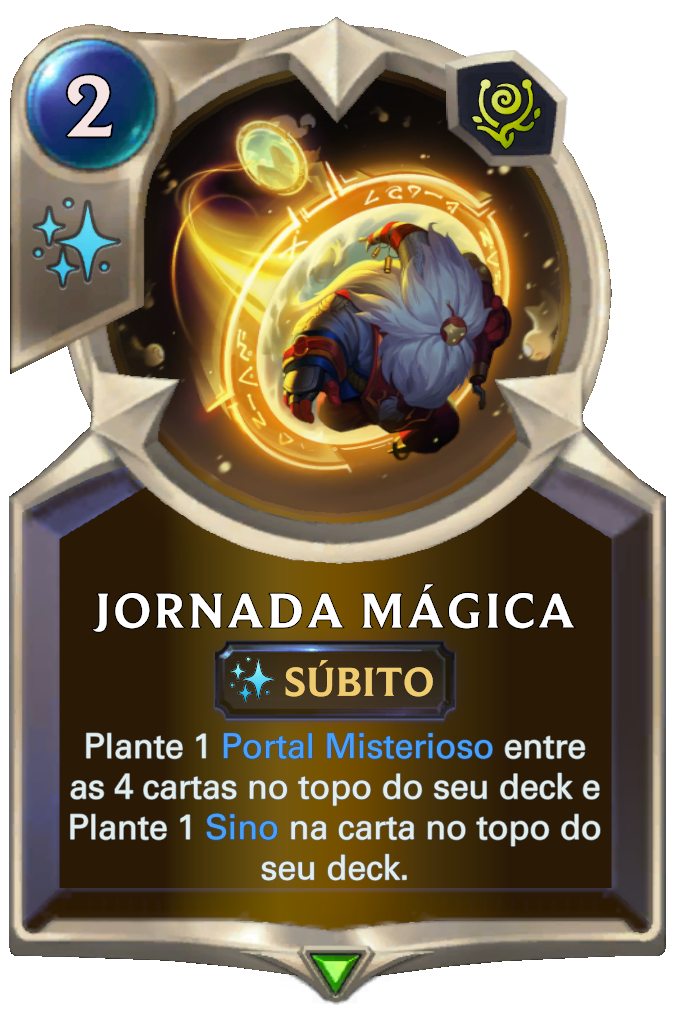 2
JORNADA MÁGICA
SÚBITO
Plante 1 Portal Misterioso entre
as 4 cartas no topo do seu deck e
Plante 1 Sino na carta no topo do
seu deck.